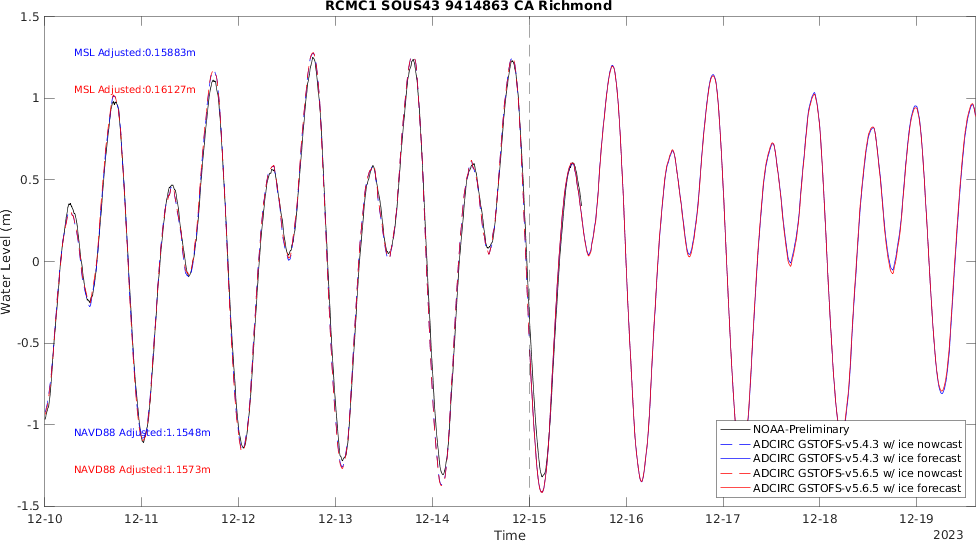 RCMC1 SOUS43 9414863 CA Richmond
1.5
1
0.5
0
-0.5
-1
-1.5
Water Level (m)
MSL Adjusted:0.15883m
MSL Adjusted:0.16127m
NAVD88 Adjusted:1.1548m
NAVD88 Adjusted:1.1573m
NOAA-Preliminary
ADCIRC GSTOFS-v5.4.3 w/ ice nowcast
ADCIRC GSTOFS-v5.4.3 w/ ice forecast
ADCIRC GSTOFS-v5.6.5 w/ ice nowcast
ADCIRC GSTOFS-v5.6.5 w/ ice forecast
12-10 12-11 12-12 12-13 12-14 12-15 12-16 12-17 12-18 12-19
Time
2023